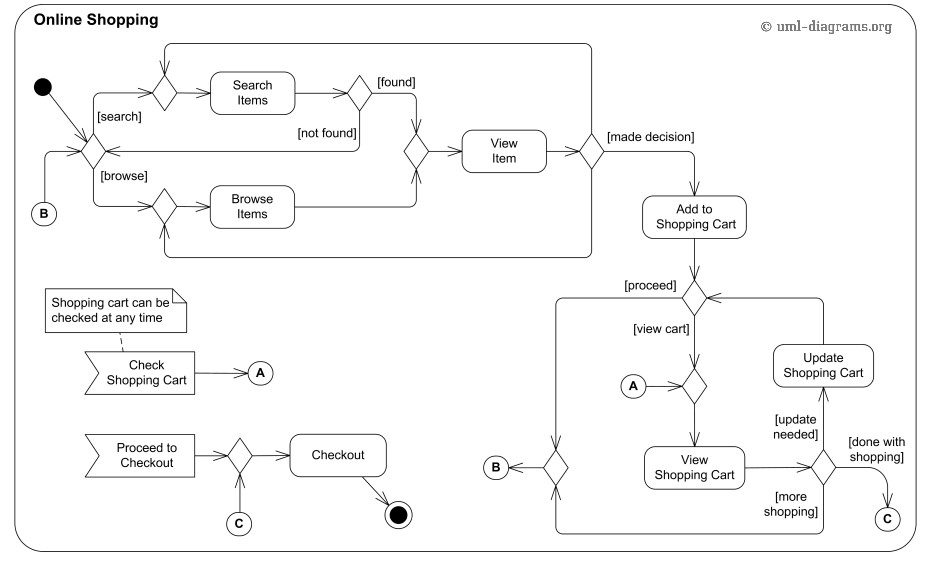 Online Shopping
© uml-diagrams.org
Search
Items
[found]
[search]
[not found]
[made decision]
View
Item
[browse]
Browse
Items
B
Add to
Shopping Cart
[proceed]
Shopping cart can be
checked at any time
[view cart]
Check
Shopping Cart
A
A
Update
Shopping Cart
[update
needed]
[done with
shopping]
Proceed to
Checkout
Checkout
B
View
Shopping Cart
[more
shopping]
C
C